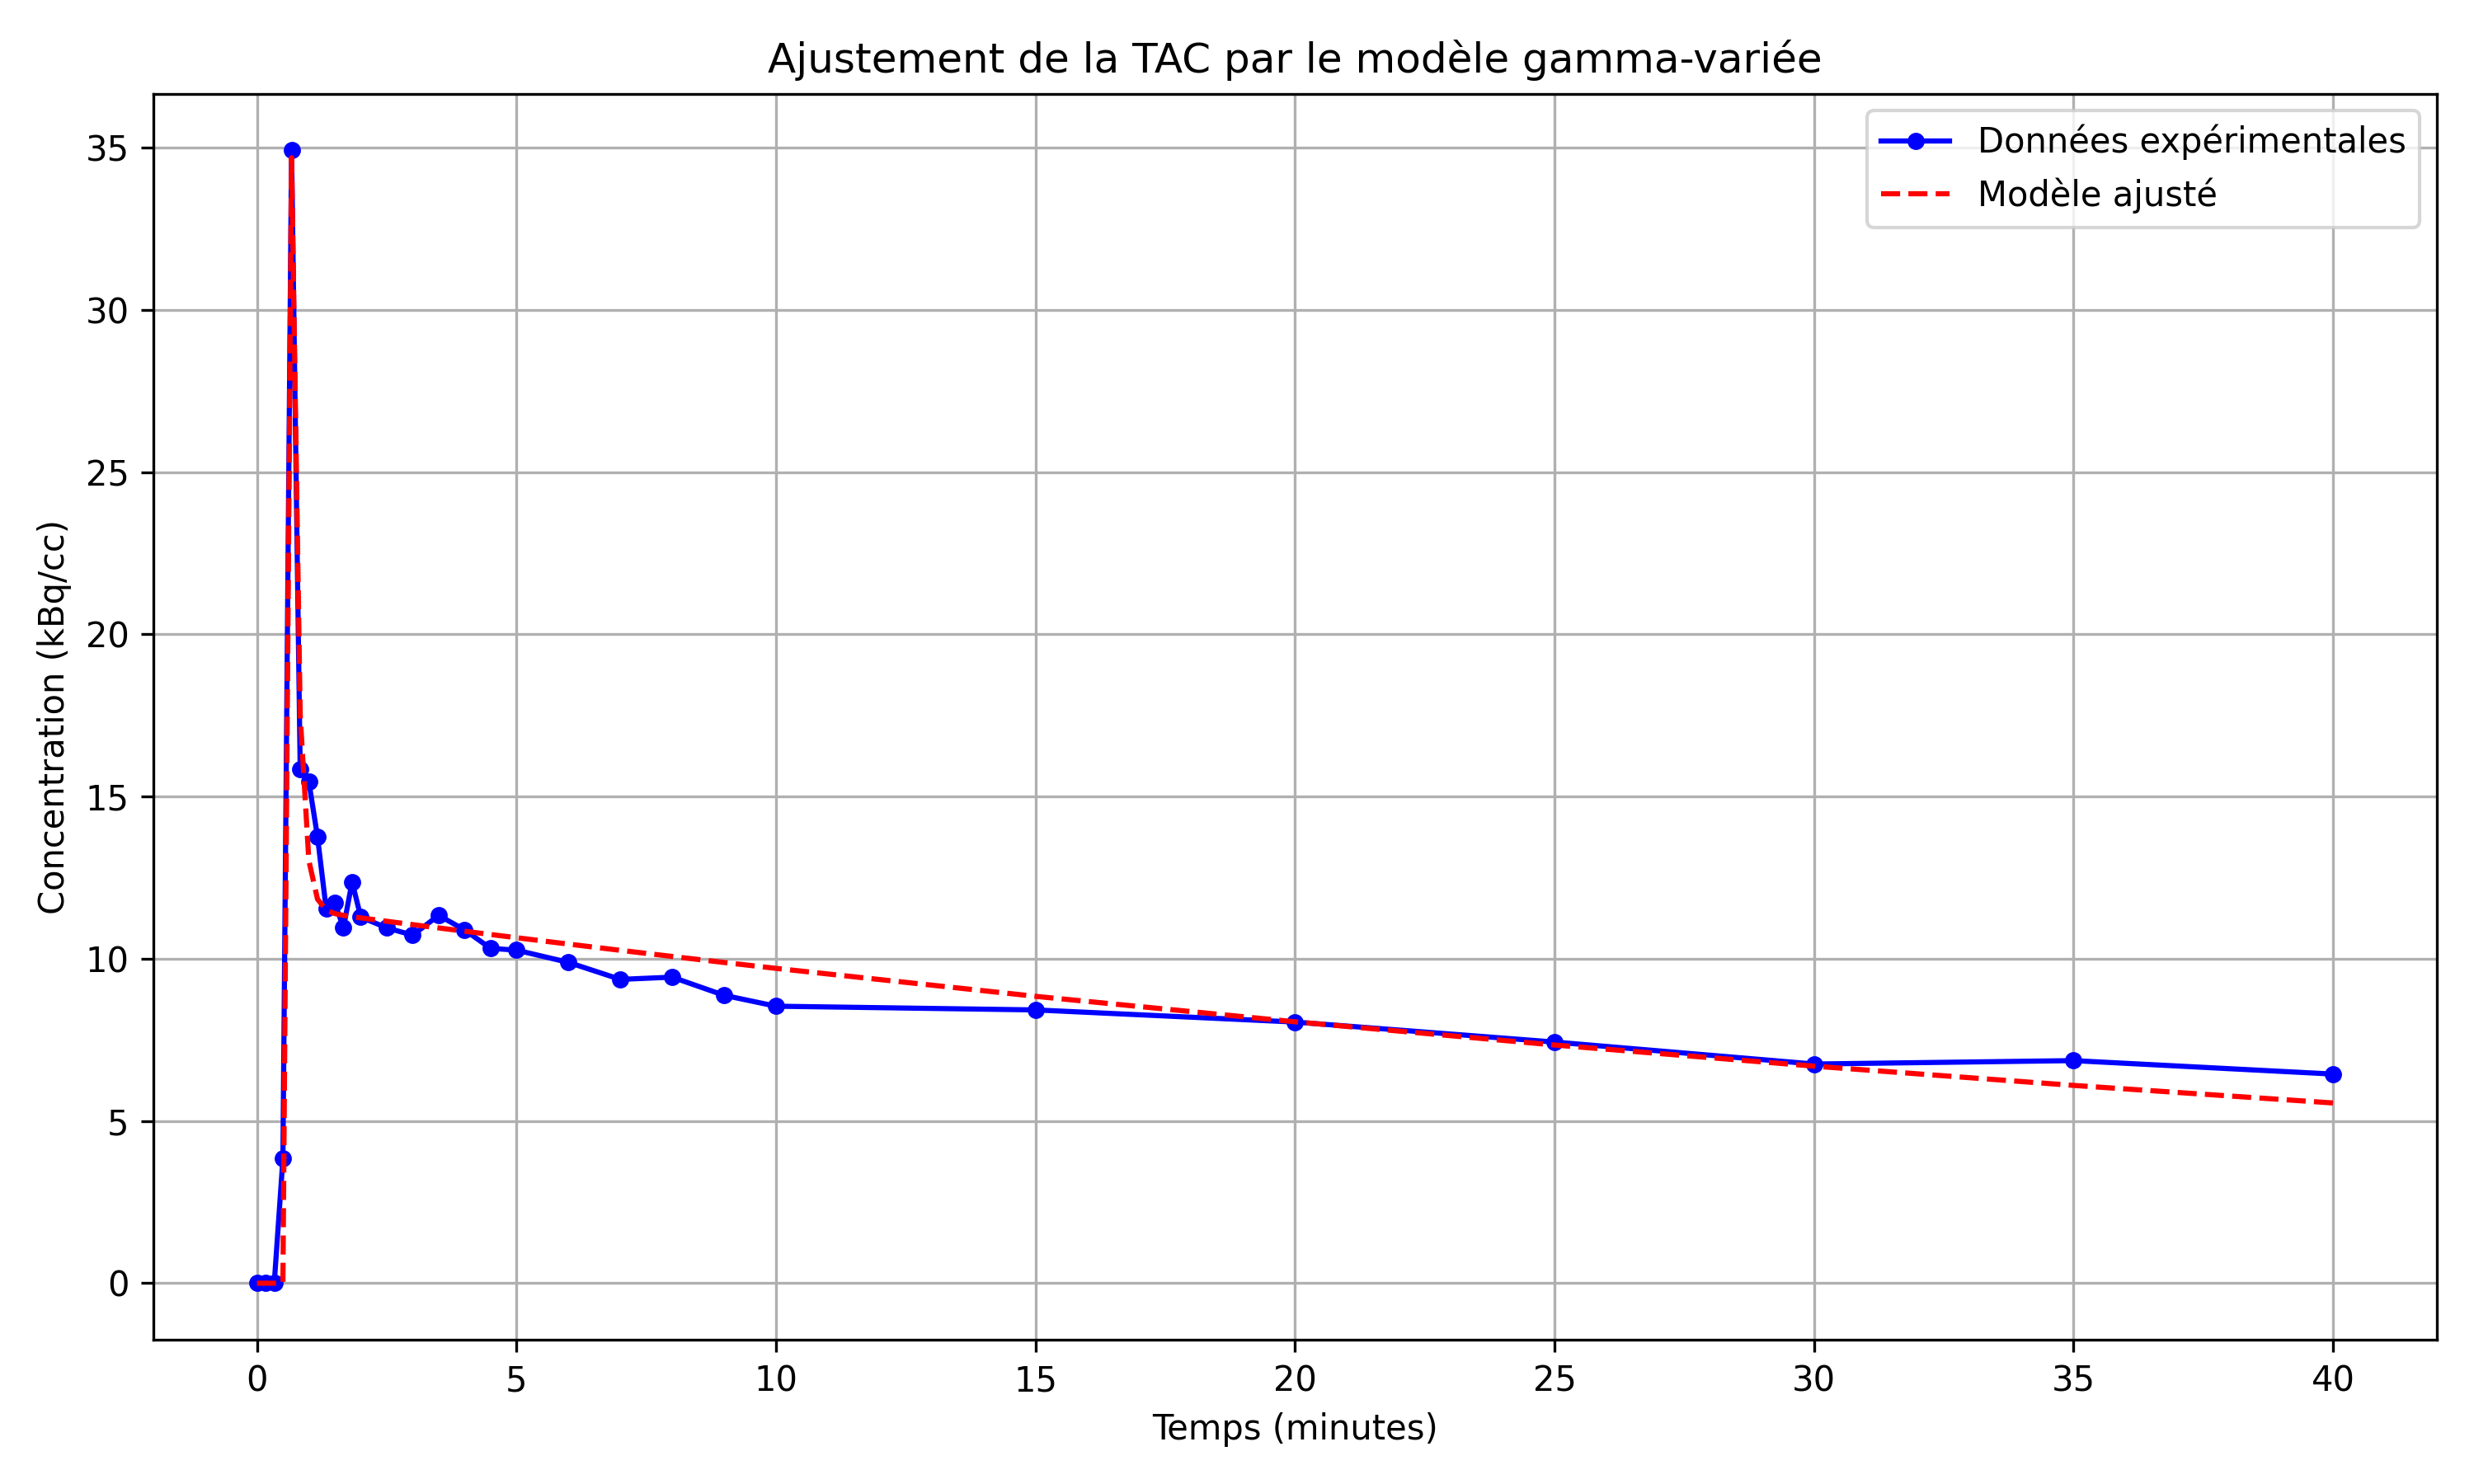 Ajustement de la TAC par le modèle gamma-variée
Données expérimentales
Modèle ajusté
Concentration (kBq/cc)
35
30
25
20
15
10
5
0
0 5 10 15 20 25 30 35 40
Temps (minutes)